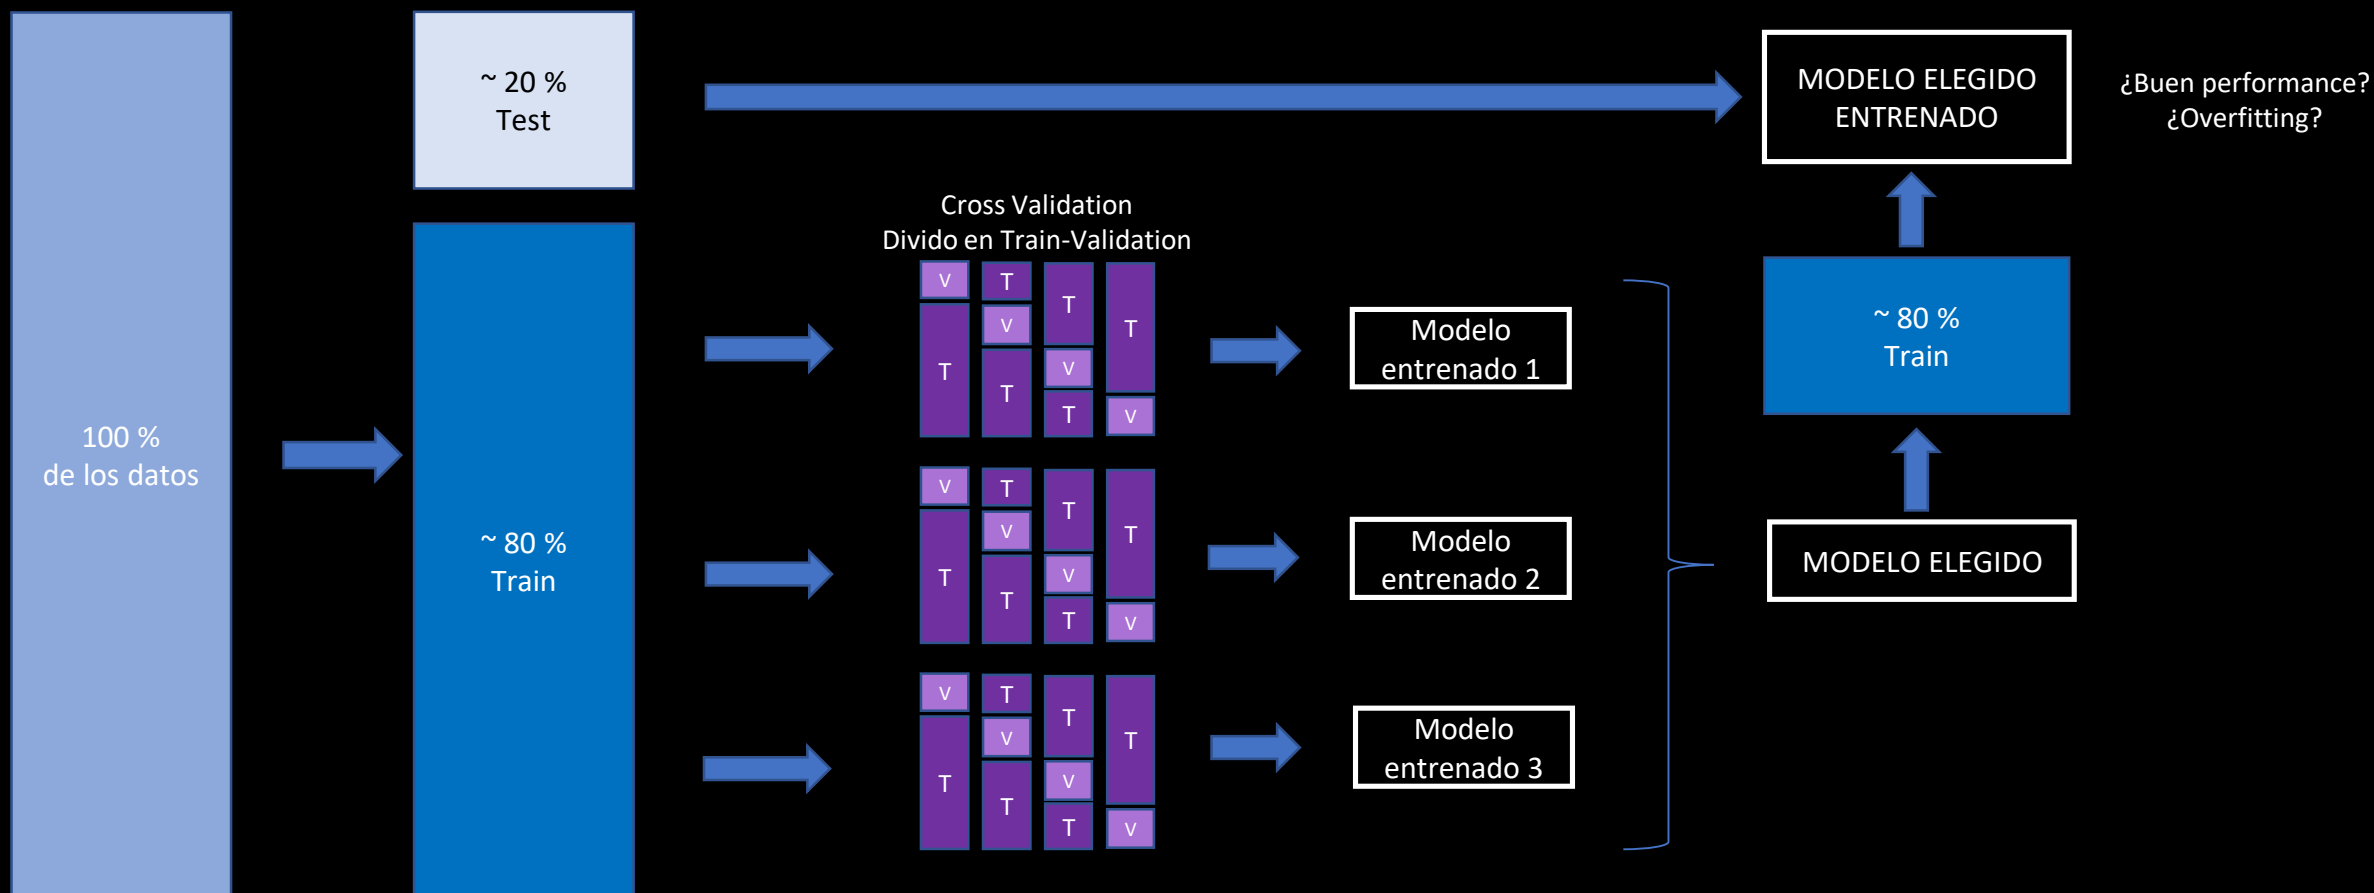 100 %
de los datos
~ 20 %
Test
~ 80 %
Train
Cross Validation
Divido en Train-Validation
V
T
T
V
T
T
V
T
T
V
V
T
T
V
T
T
V
T
T
V
V
T
T
V
T
T
V
T
T
V
Modelo
entrenado 1
Modelo
entrenado 2
Modelo
entrenado 3
MODELO ELEGIDO
ENTRENADO
~ 80 %
Train
MODELO ELEGIDO
¿Buen performance?
¿Overfitting?